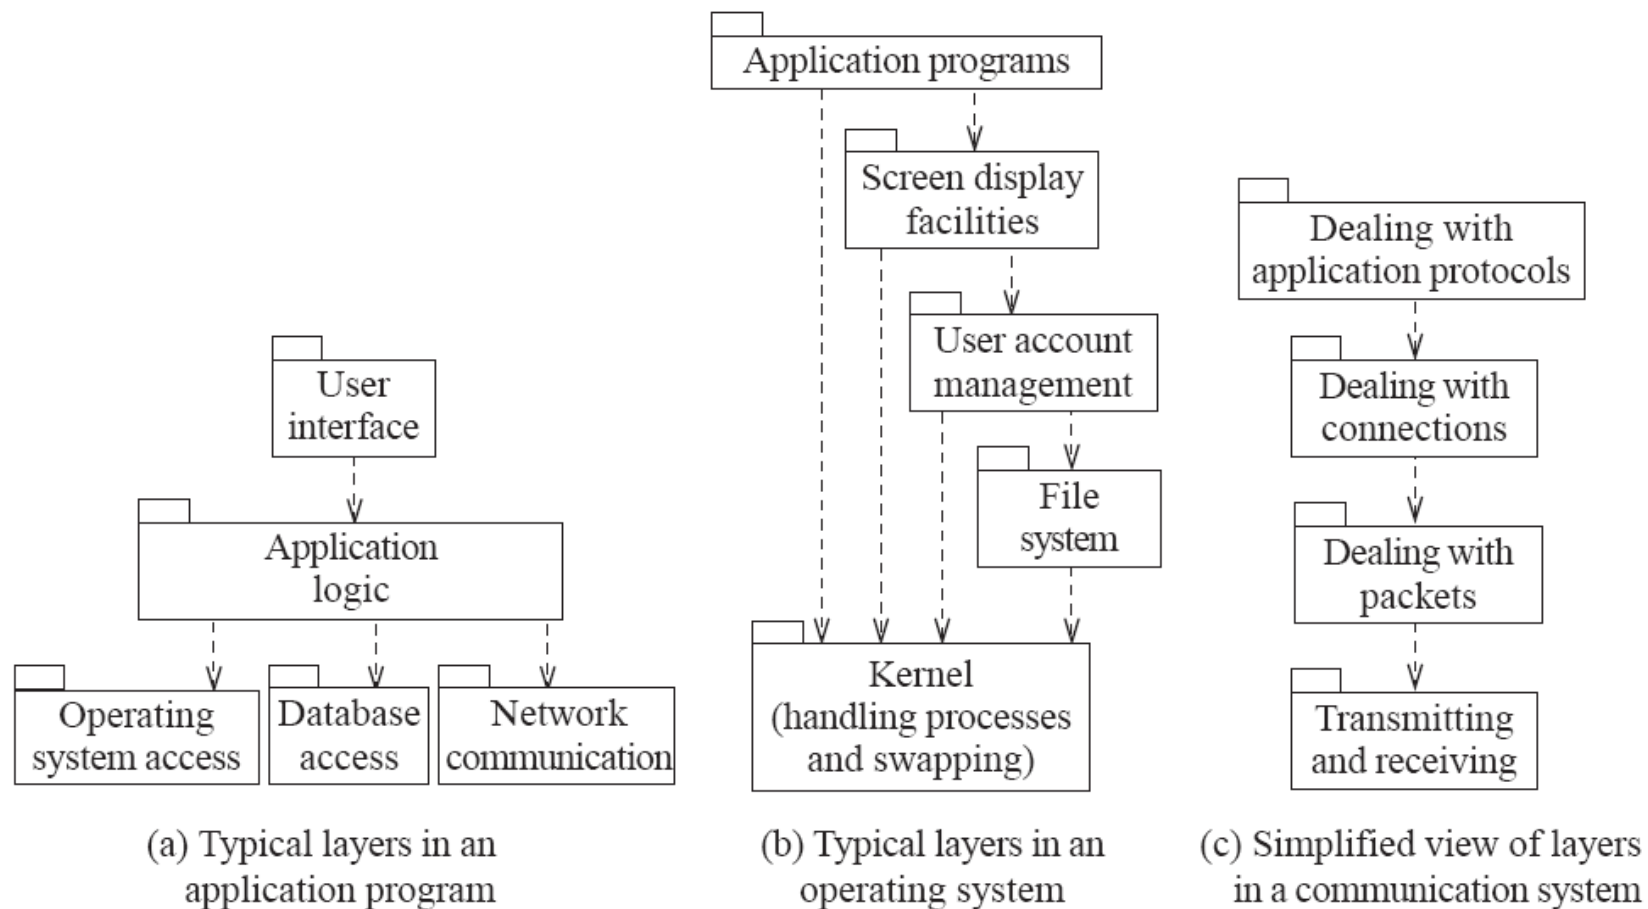 User
interface
Application
logic
Operating
system access
Database
access
Network
communication
(a) Typical layers in an
application program
Application programs
Screen display
facilities
User account
management
File
system
Kernel
(handling processes
and swapping)
(b) Typical layers in an
operating system
Dealing with
application protocols
Dealing with
connections
Dealing with
packets
Transmitting
and receiving
(c) Simplified view of layers
in a communication system